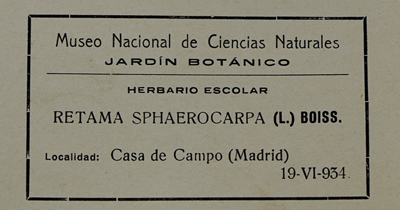 Museo Nacional de Ciencias Naturales
JARDÍN BOTÁNICO
HERBARIO ESCOLAR
RETAMA SPHAEROCARPA (L.) BOISS.
Localidad: Casa de Campo (Madrid)
19-VI-934.